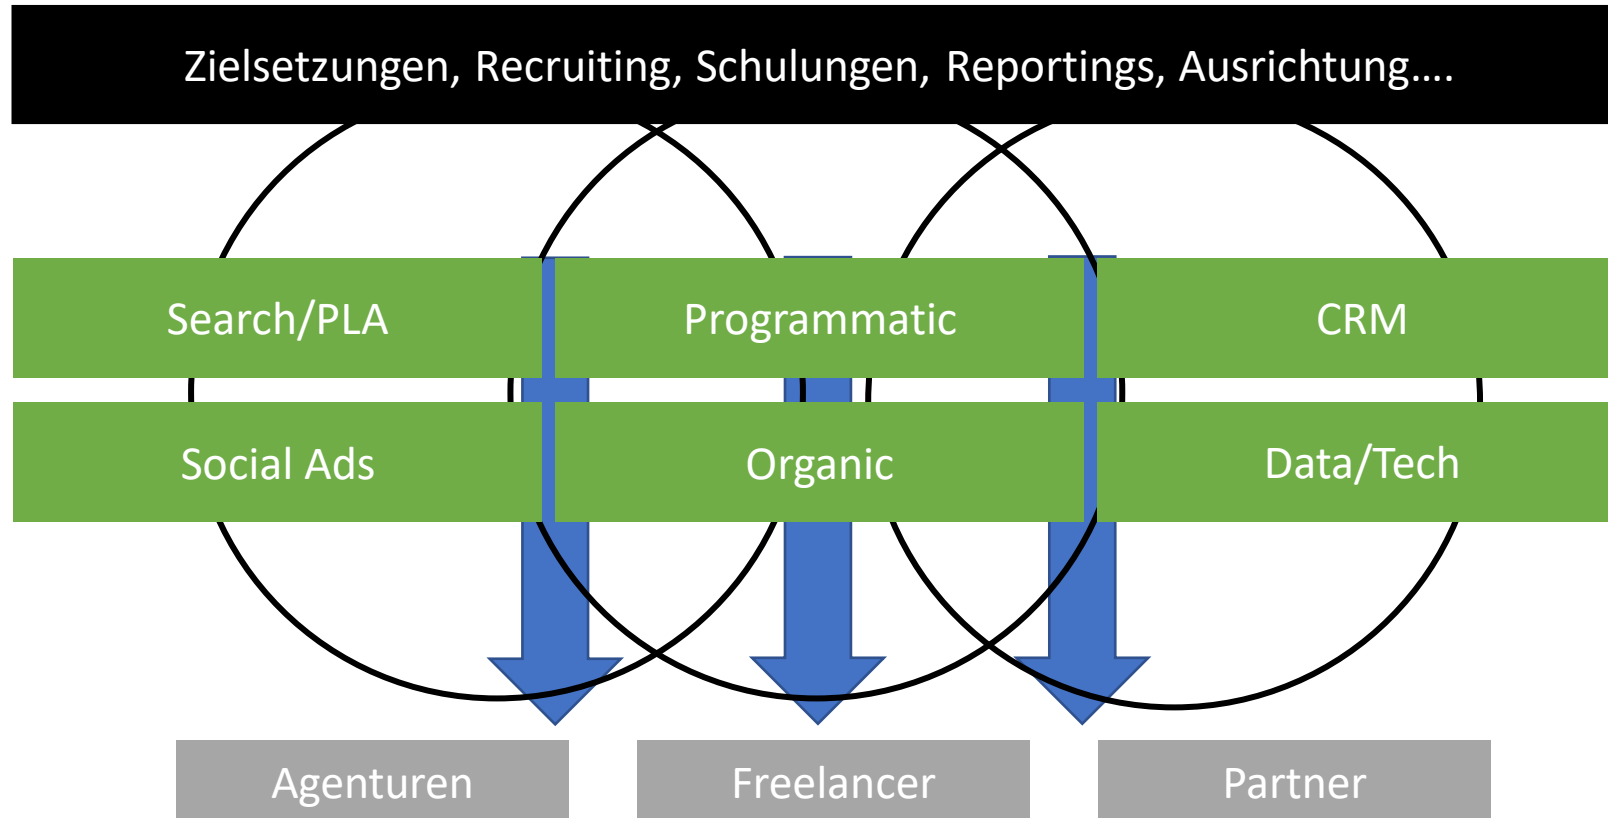 Zielsetzungen, Recruiting, Schulungen, Reportings, Ausrichtung....
Search/PLA
Programmatic
CRM
Social Ads
Organic
Data/Tech
Agenturen
Freelancer
Partner